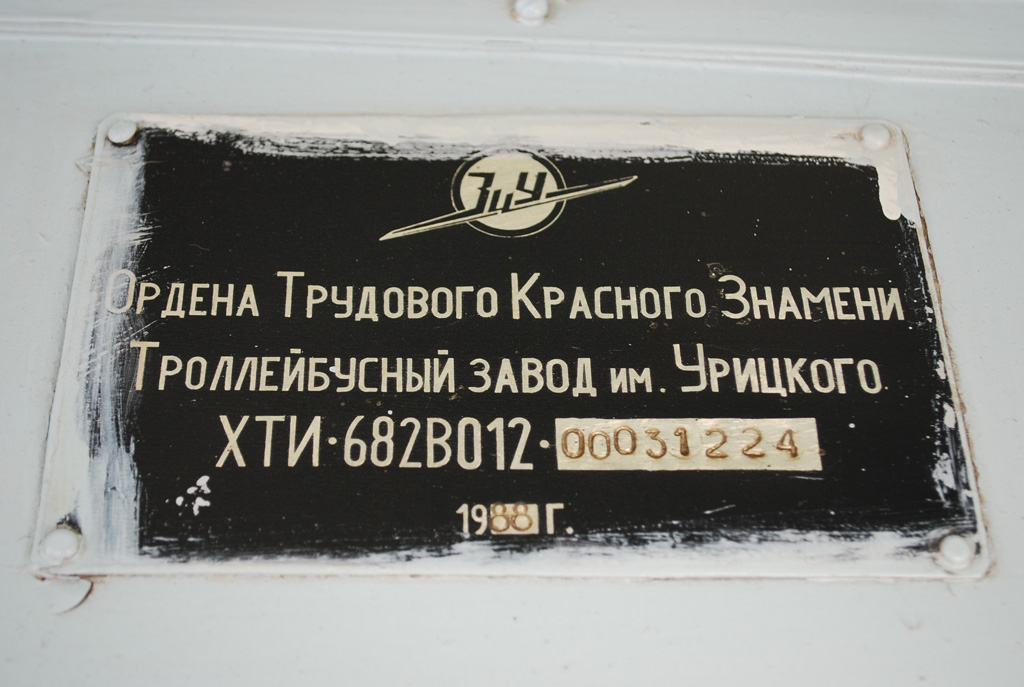 ЗиУ
Ордена Трудового Красного Знамени
Троллейбусный завод им. Урицкого
ХТИ·682В012·00031224
1988 г.